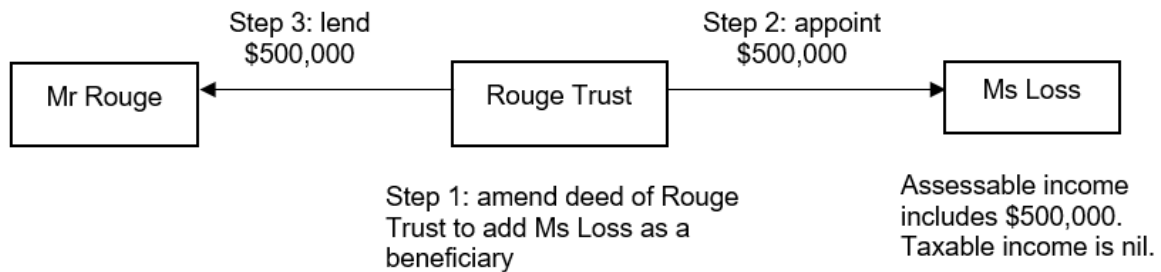 Step 3: lend
$500,000
Step 2: appoint
$500,000
Mr Rouge
Rouge Trust
Ms Loss
Step 1: amend deed of Rouge
Trust to add Ms Loss as a
beneficiary
Assessable income
includes $500,000.
Taxable income is nil.